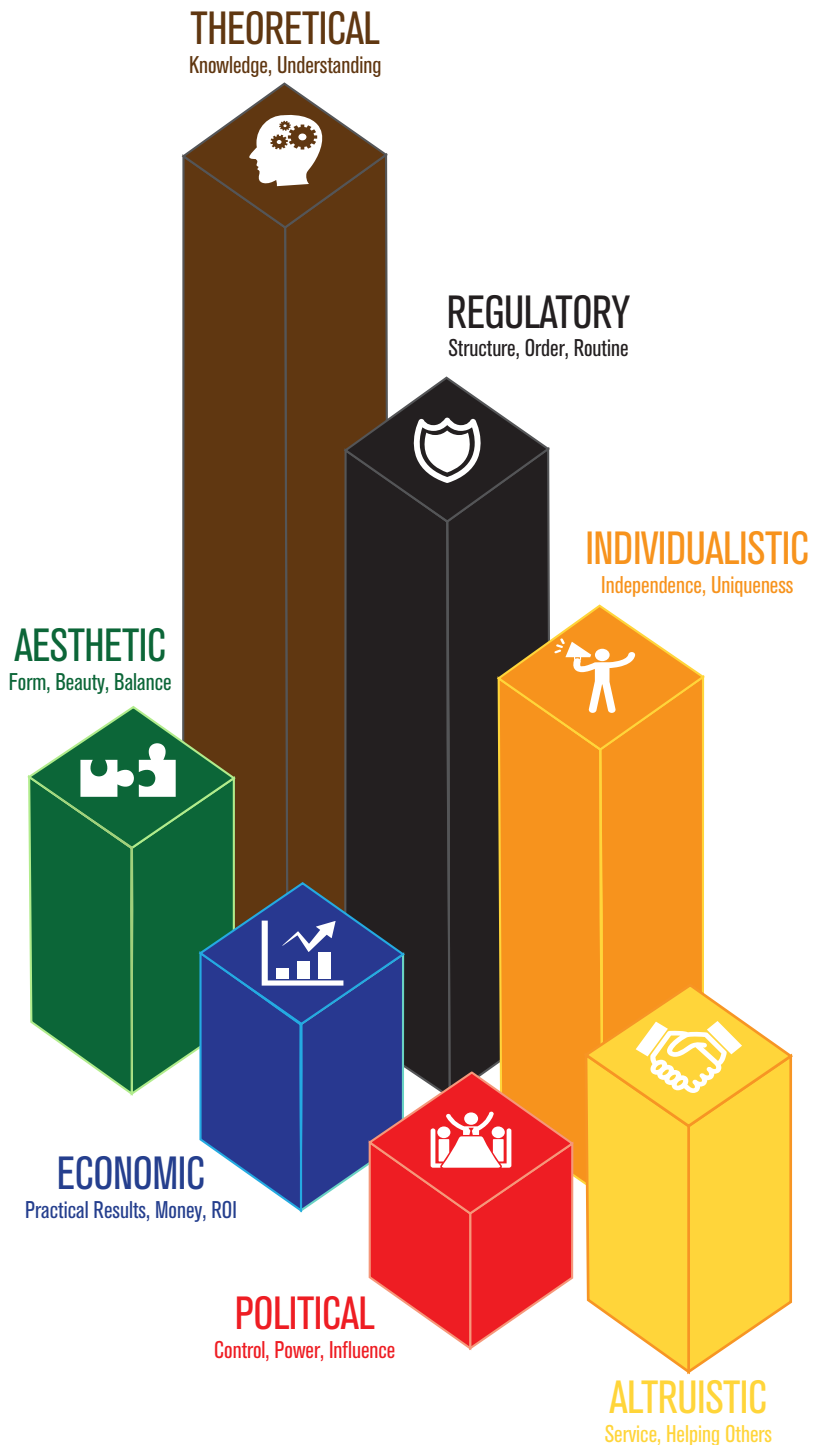 THEORETICAL
Knowledge, Understanding
REGULATORY
Structure, Order, Routine
INDIVIDUALISTIC
Independence, Uniqueness
AESTHETIC
Form, Beauty, Balance
ECONOMIC
Practical Results, Money, ROI
POLITICAL
Control, Power, Influence
ALTRUISTIC
Service, Helping Others